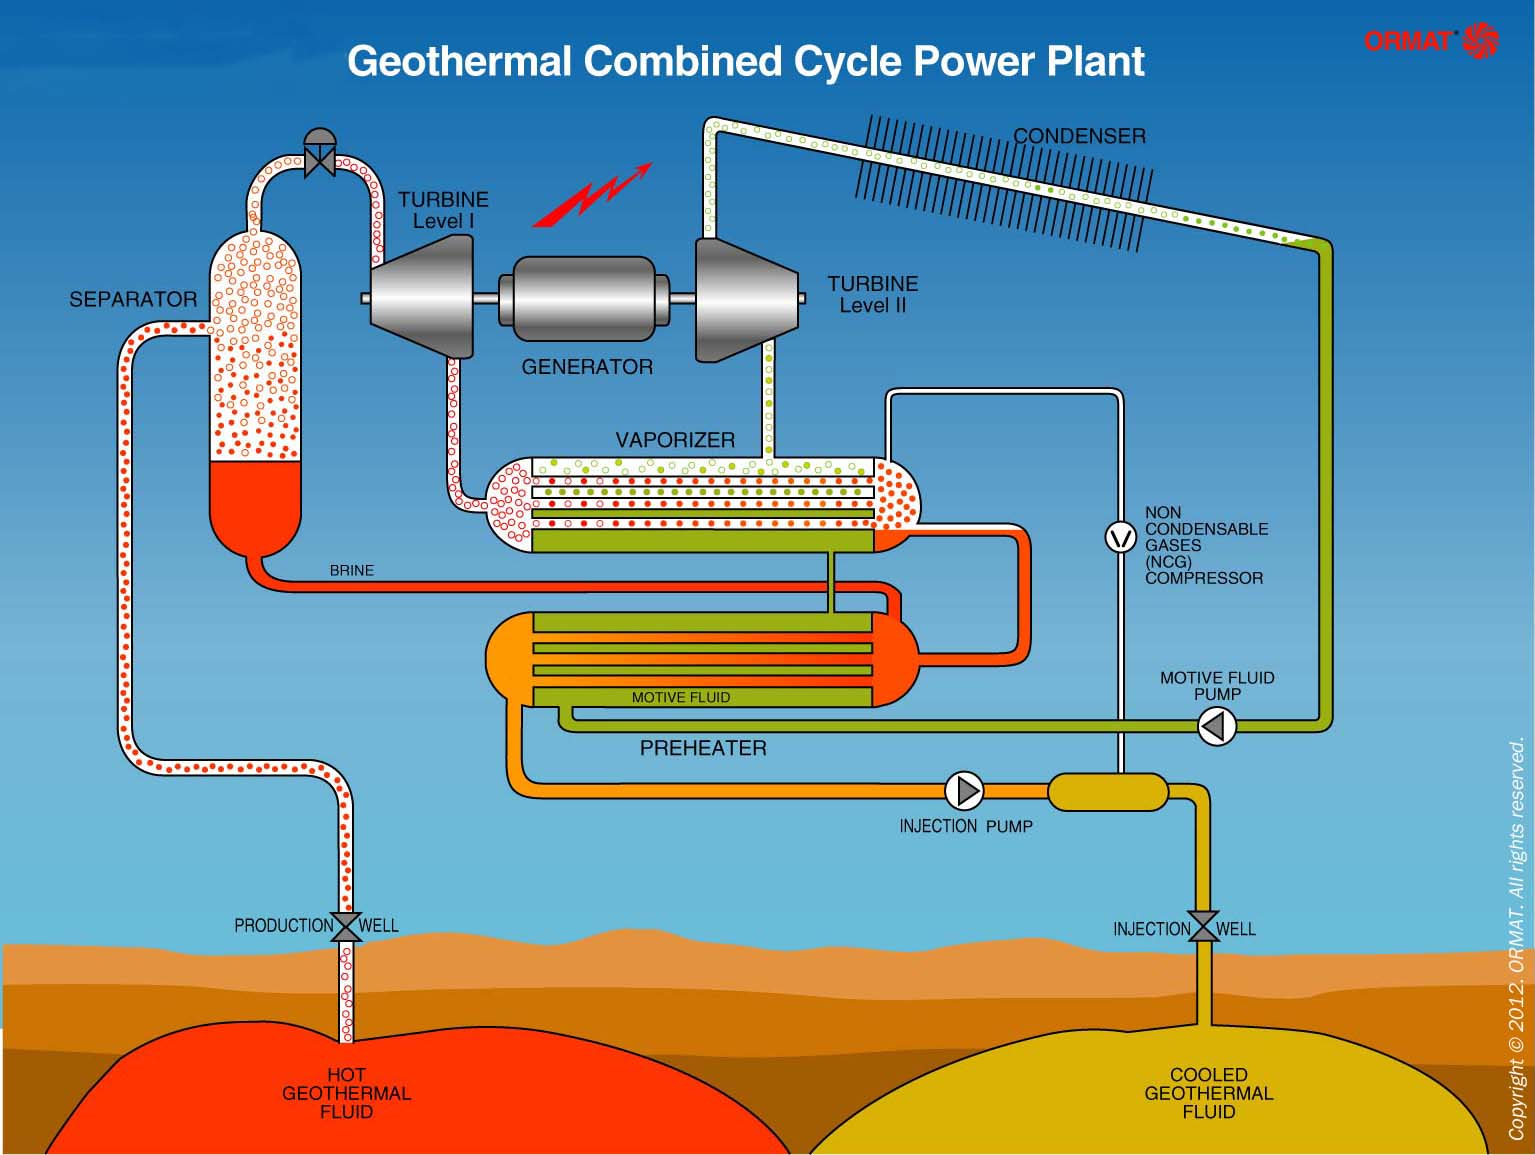 Geothermal Combined Cycle Power Plant
ORMAT
CONDENSER
TURBINE
Level I
SEPARATOR
TURBINE
Level II
GENERATOR
VAPORIZER
NON
CONDENSABLE
GASES
(NCG)
COMPRESSOR
BRINE
MOTIVE FLUID
PUMP
MOTIVE FLUID
PREHEATER
INJECTION PUMP
PRODUCTION WELL
INJECTION WELL
HOT
GEOTHERMAL
FLUID
COOLED
GEOTHERMAL
FLUID
Copyright © 2012. ORMAT. All rights reserved.